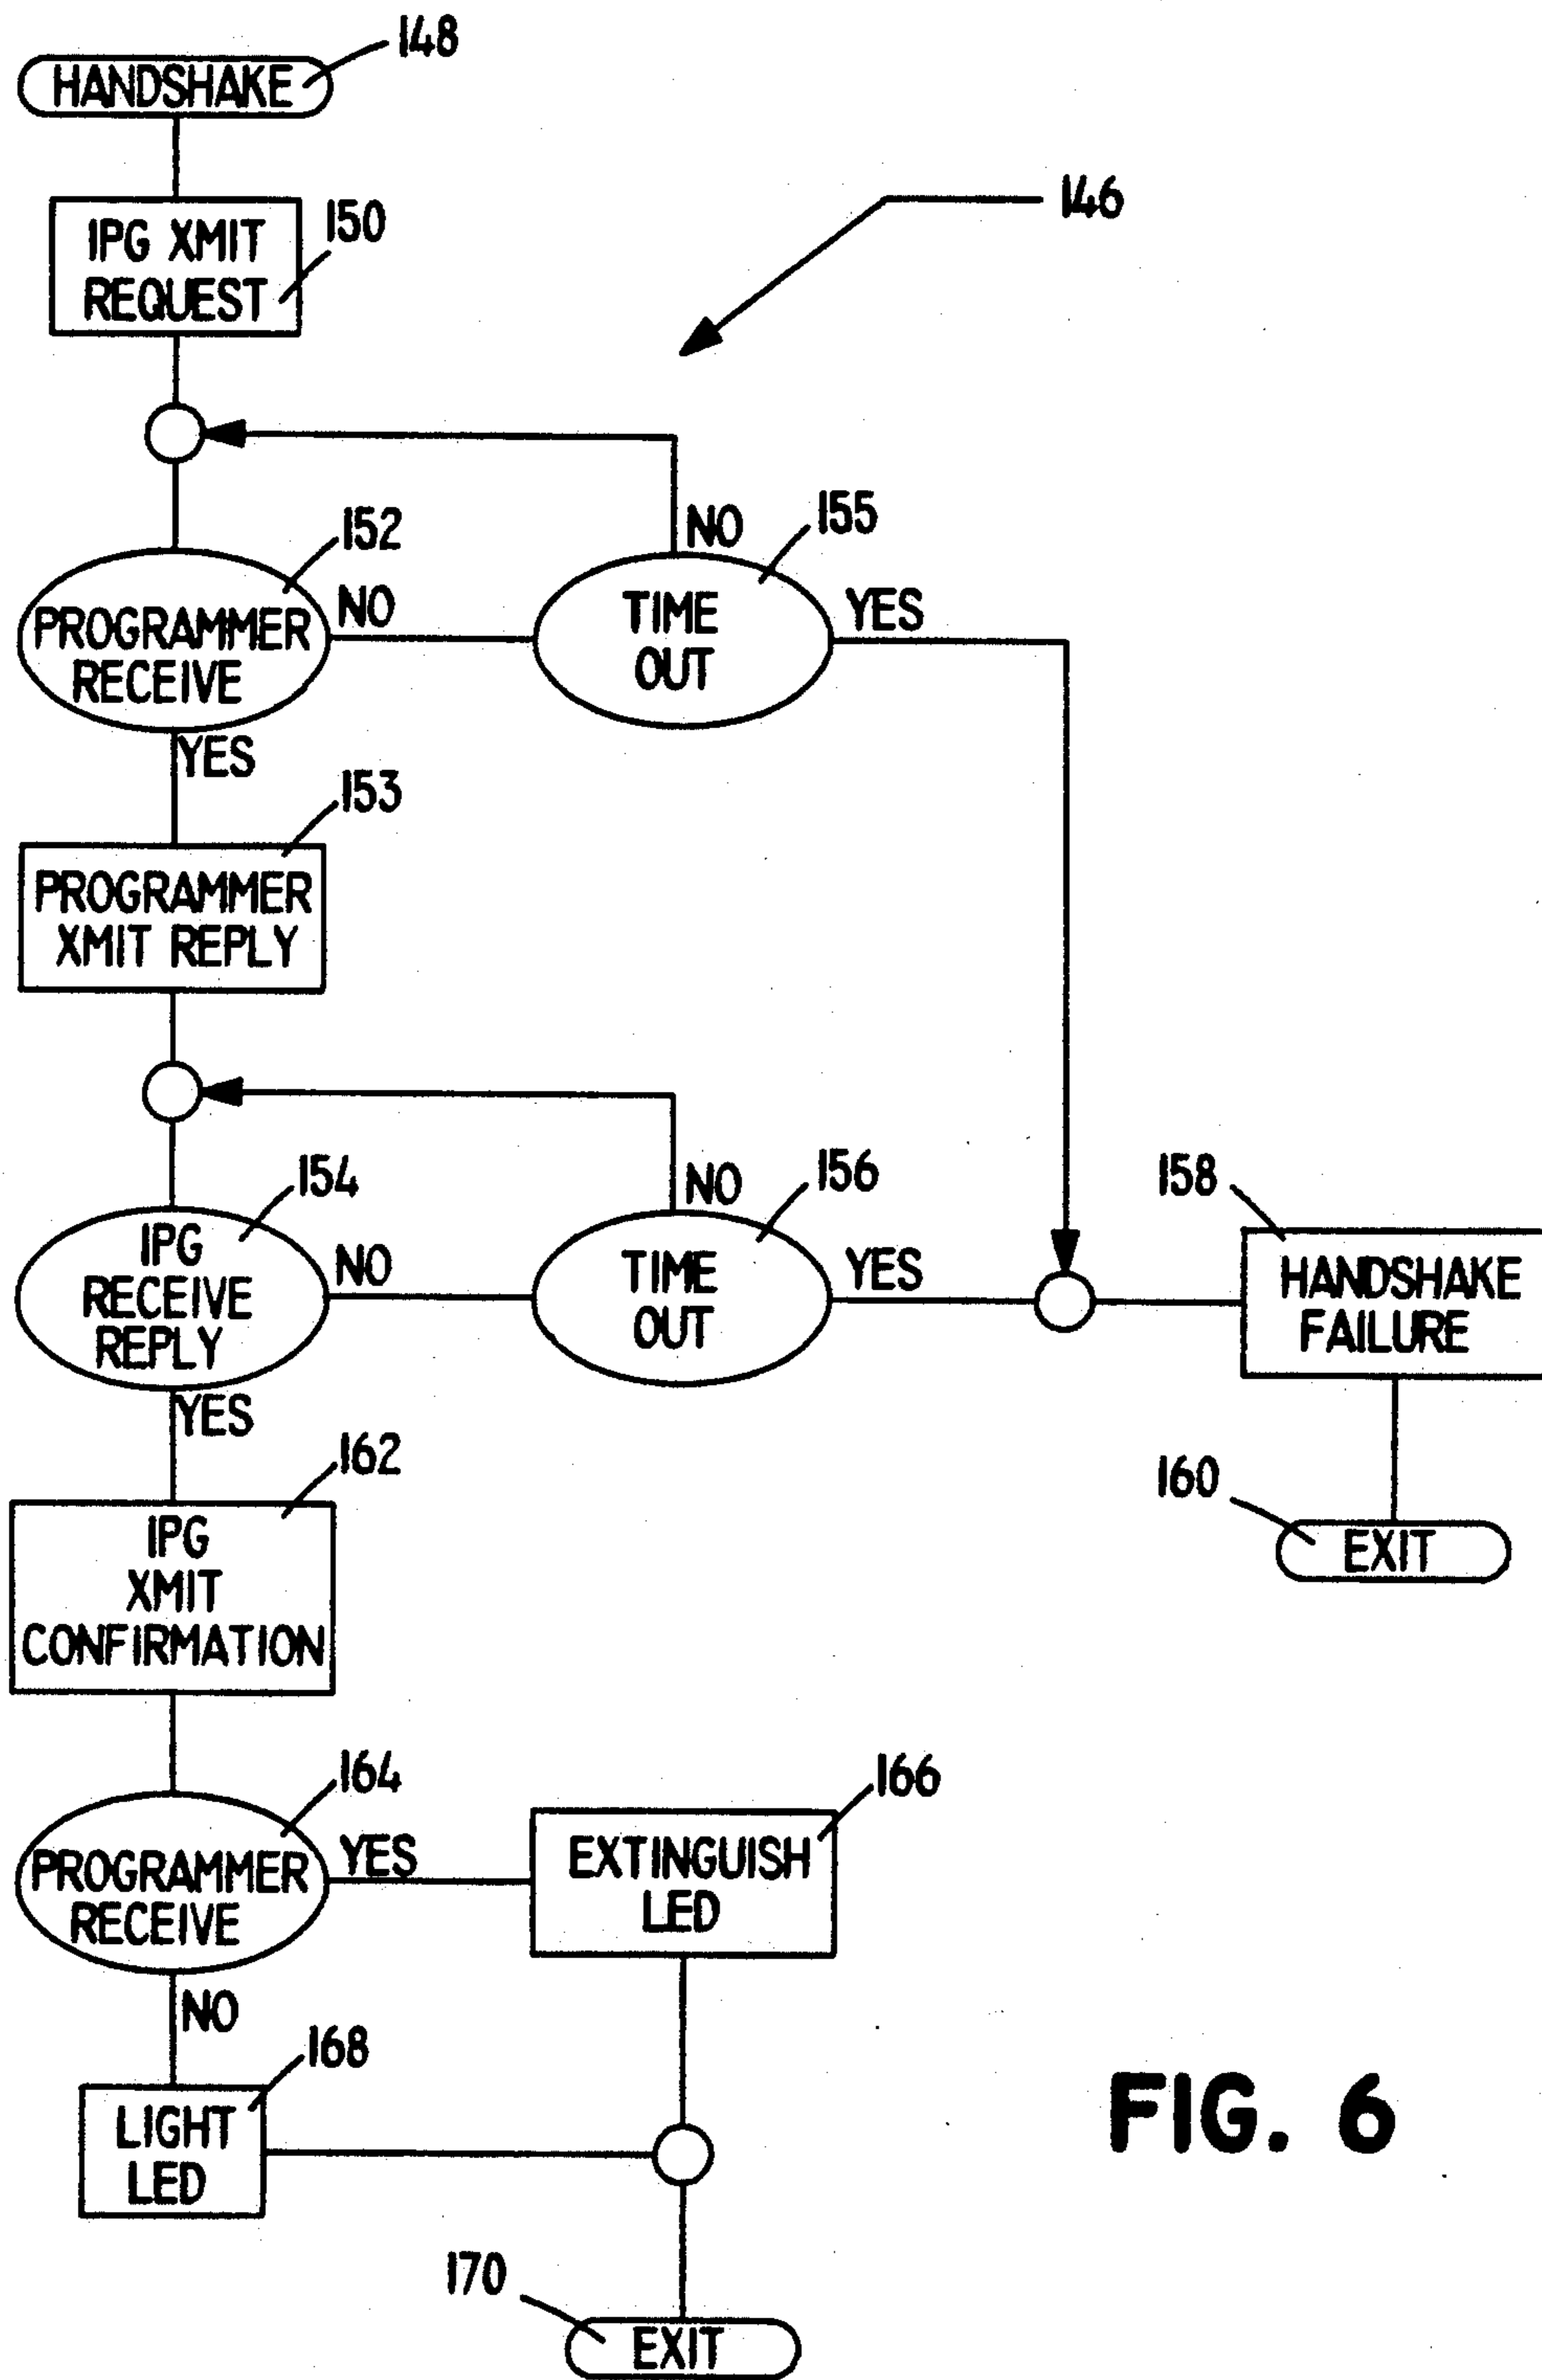 148
HANDSHAKE
150
IPG XMIT
REQUEST
146
152
PROGRAMMER
RECEIVE
NO
YES
155
TIME
OUT
NO
YES
153
PROGRAMMER
XMIT REPLY
154
IPG
RECEIVE
REPLY
NO
YES
156
TIME
OUT
NO
YES
158
HANDSHAKE
FAILURE
160
EXIT
162
IPG
XMIT
CONFIRMATION
164
PROGRAMMER
RECEIVE
YES
NO
166
EXTINGUISH
LED
168
LIGHT
LED
170
EXIT
FIG. 6